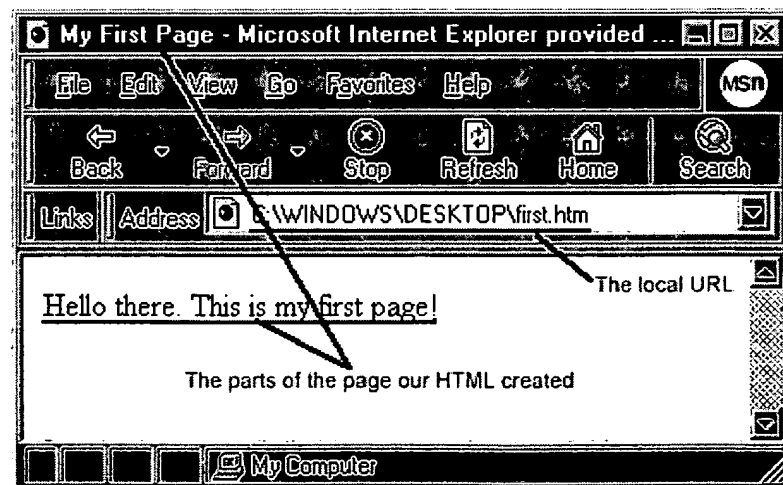 My First Page - Microsoft Internet Explorer provided ...
File Edit View Go Favorites Help msn
Back Forward Stop Refresh Home Search
Links Address C:\WINDOWS\DESKTOP\first.htm
The local URL
Hello there. This is my first page!
The parts of the page our HTML created
My Computer